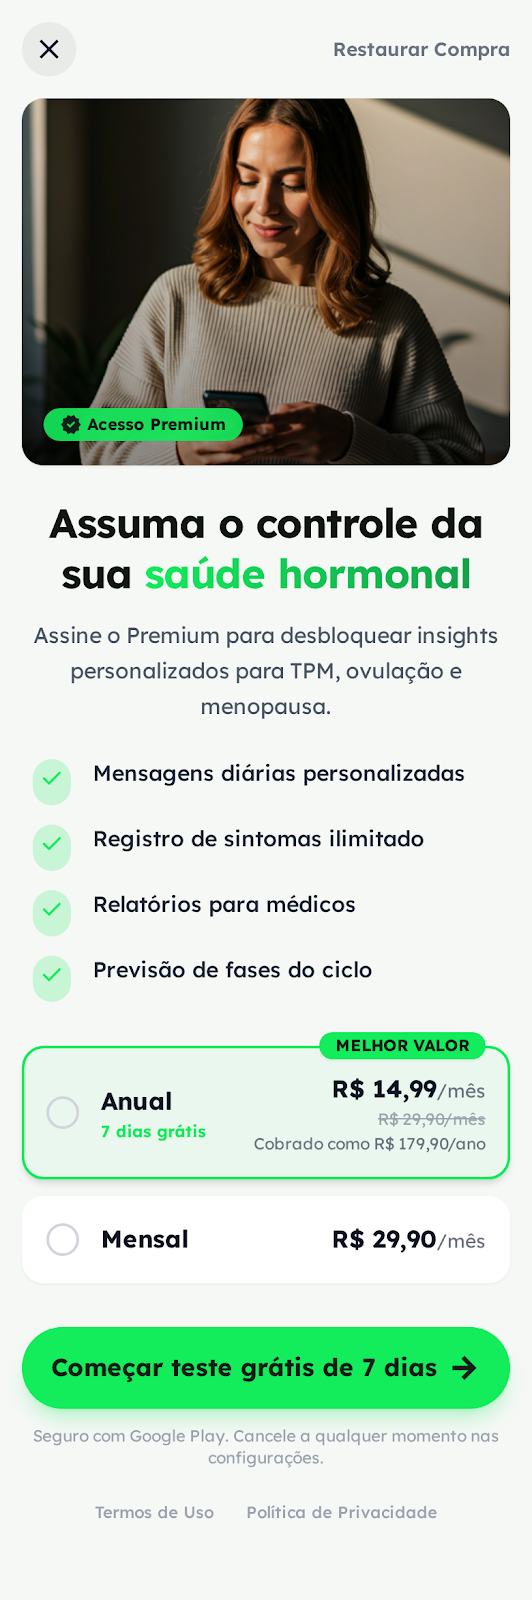 Restaurar Compra
Acesso Premium
Assuma o controle da
sua saúde hormonal
Assine o Premium para desbloquear insights
personalizados para TPM, ovulação e
menopausa.
Mensagens diárias personalizadas
Registro de sintomas ilimitado
Relatórios para médicos
Previsão de fases do ciclo
MELHOR VALOR
Anual
7 dias grátis
R$ 14,99/mês
R$ 29,90/mês
Cobrado como R$ 179,90/ano
Mensal
R$ 29,90/mês
Começar teste grátis de 7 dias
Seguro com Google Play. Cancele a qualquer momento nas
configurações.
Termos de Uso
Política de Privacidade